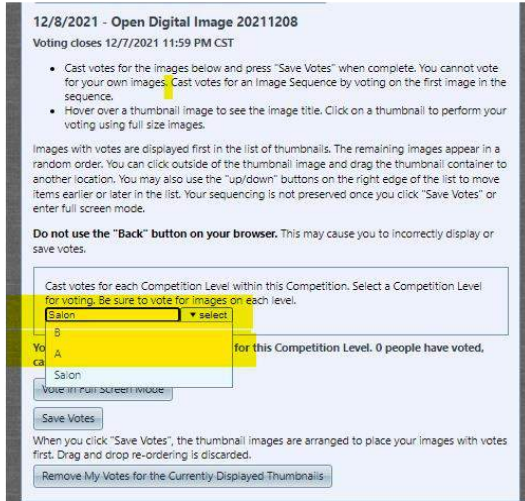 12/8/2021 - Open Digital Image 20211208
Voting closes 12/7/2021 11:59 PM CST
• Cast votes for the images below and press "Save Votes" when complete. You cannot vote
for your own images. Cast votes for an Image Sequence by voting on the first image in the
sequence.
• Hover over a thumbnail image to see the image title. Click on a thumbnail to perform your
voting using full size images.
Images with votes are displayed first in the list of thumbnails. The remaining images appear in a
random order. You can click outside of the thumbnail image and drag the thumbnail container to
another location. You may also use the "up/down" buttons on the right edge of the list to move
items earlier or later in the list. Your sequencing is not preserved once you click "Save Votes" or
enter full screen mode.
Do not use the "Back" button on your browser. This may cause you to incorrectly display or
save votes.
Cast votes for each Competition Level within this Competition. Select a Competition Level
for voting. Be sure to vote for images on each level.
Salon ▼ select
B
Yo A for this Competition Level. 0 people have voted,
ca
Salon
Vote in Full Screen Mode
Save Votes
When you click "Save Votes", the thumbnail images are arranged to place your images with votes
first. Drag and drop re-ordering is discarded.
Remove My Votes for the Currently Displayed Thumbnails